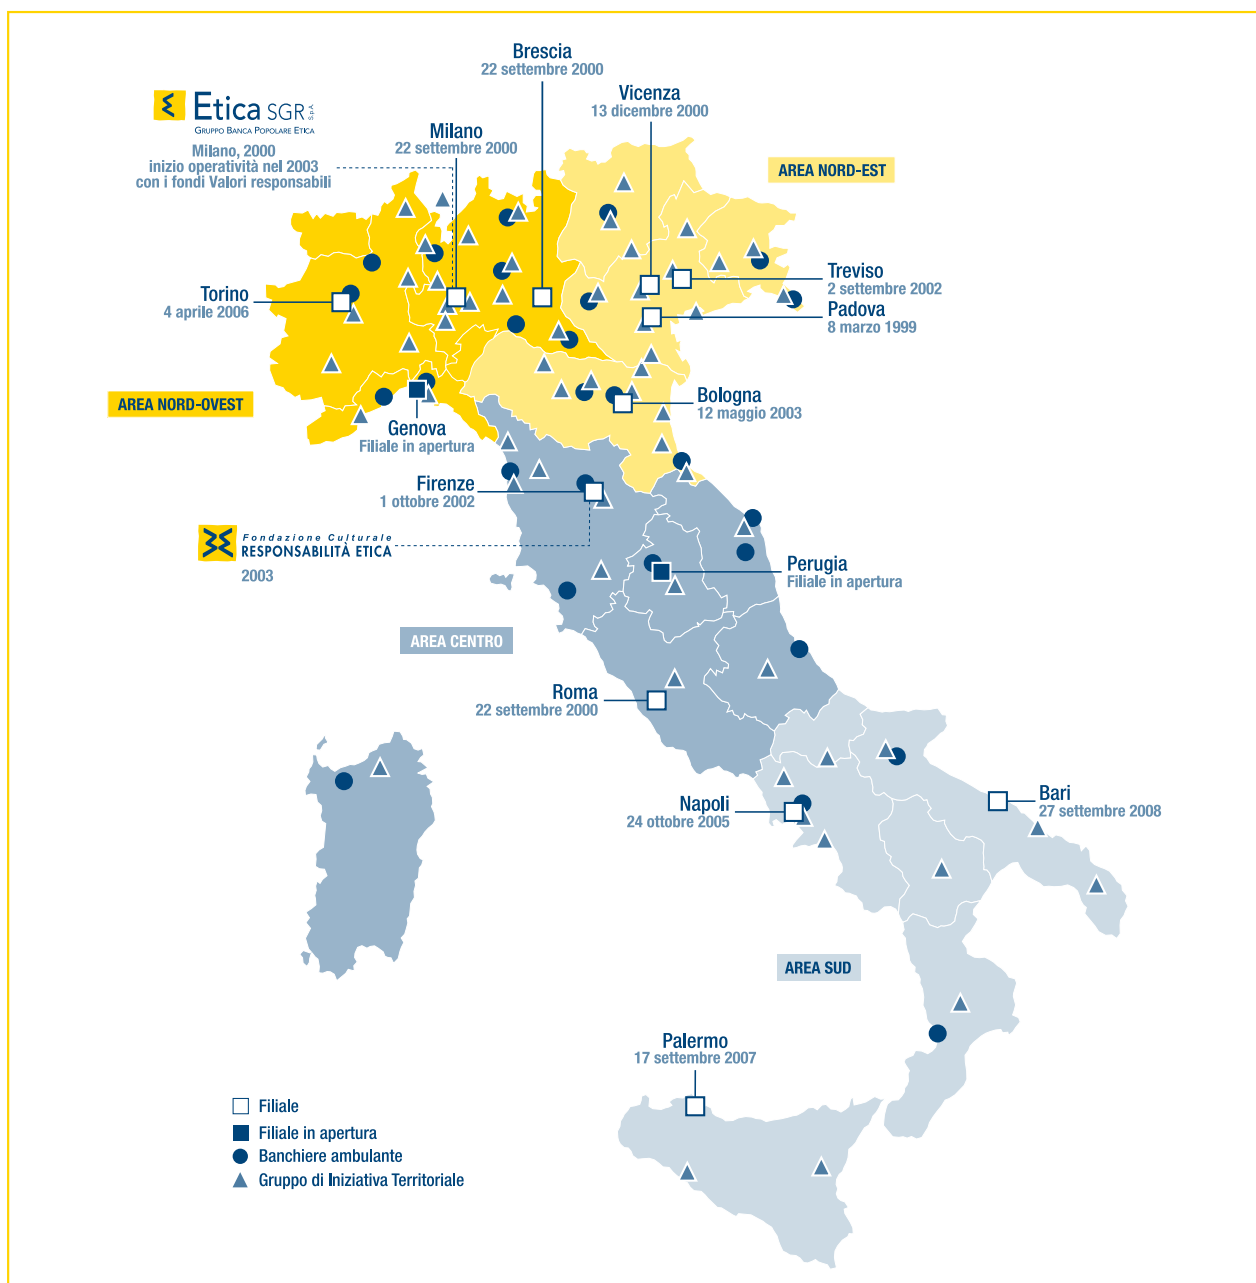 Brescia
22 settembre 2000
Etica SGR S.p.A.
GRUPPO BANCA POPOLARE ETICA
Milano, 2000
inizio operatività nel 2003
con i fondi Valori responsabili
Milano
22 settembre 2000
Vicenza
13 dicembre 2000
AREA NORD-EST
Treviso
2 settembre 2002
Torino
4 aprile 2006
Padova
8 marzo 1999
AREA NORD-OVEST
Bologna
12 maggio 2003
Genova
Filiale in apertura
Firenze
1 ottobre 2002
Fondazione Culturale
RESPONSABILITÀ ETICA
2003
Perugia
Filiale in apertura
AREA CENTRO
Roma
22 settembre 2000
Napoli
24 ottobre 2005
Bari
27 settembre 2008
AREA SUD
Palermo
17 settembre 2007
Filiale
Filiale in apertura
Banchiere ambulante
Gruppo di Iniziativa Territoriale